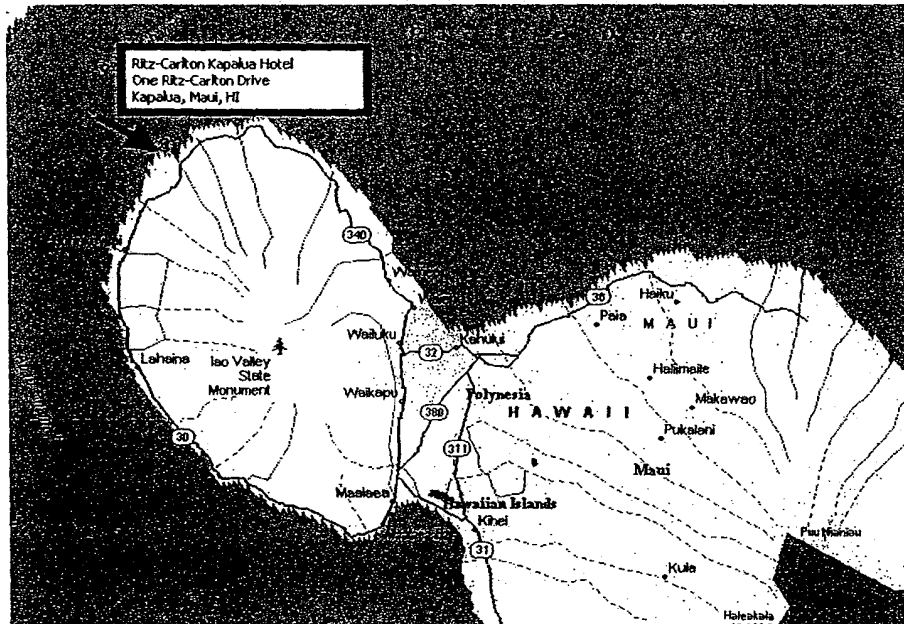 Ritz-Carlton Kapalua Hotel
One Ritz-Carlton Drive
Kapalua, Maui, HI
340
Wailuku
Kahului
32
Haiku
Paia
M A U I
Lahaina
Iao Valley
State
Monument
Waikapu
Polynesia
H A W A I I
Haliimaile
Makawao
Pukalani
380
311
30
Maui
Maalaea
Hawaiian Islands
Kihei
31
Puu Nianiau
Kula
Haleakala